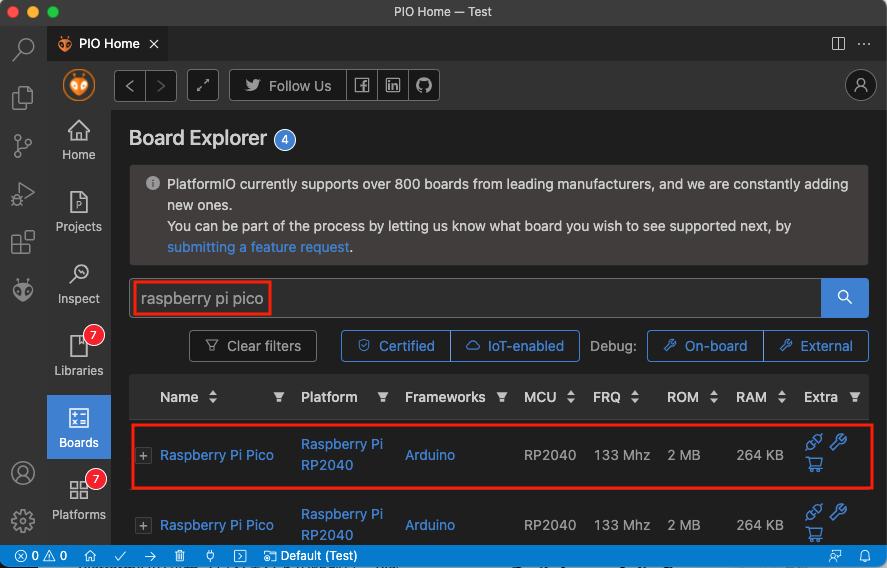 PIO Home — Test
PIO Home
Follow Us
Home
Projects
Inspect
7
Libraries
Boards
7
Platforms
Board Explorer 4
PlatformIO currently supports over 800 boards from leading manufacturers, and we are constantly adding
new ones.
You can be part of the process by letting us know what board you wish to see supported next, by
submitting a feature request.
raspberry pi pico
Clear filters Certified IoT-enabled Debug: On-board External
Name Platform Frameworks MCU FRQ ROM RAM Extra
Raspberry Pi Pico Raspberry Pi RP2040 Arduino RP2040 133 Mhz 2 MB 264 KB
Raspberry Pi Pico Raspberry Pi RP2040 Arduino RP2040 133 Mhz 2 MB 264 KB
0 0 Default (Test)